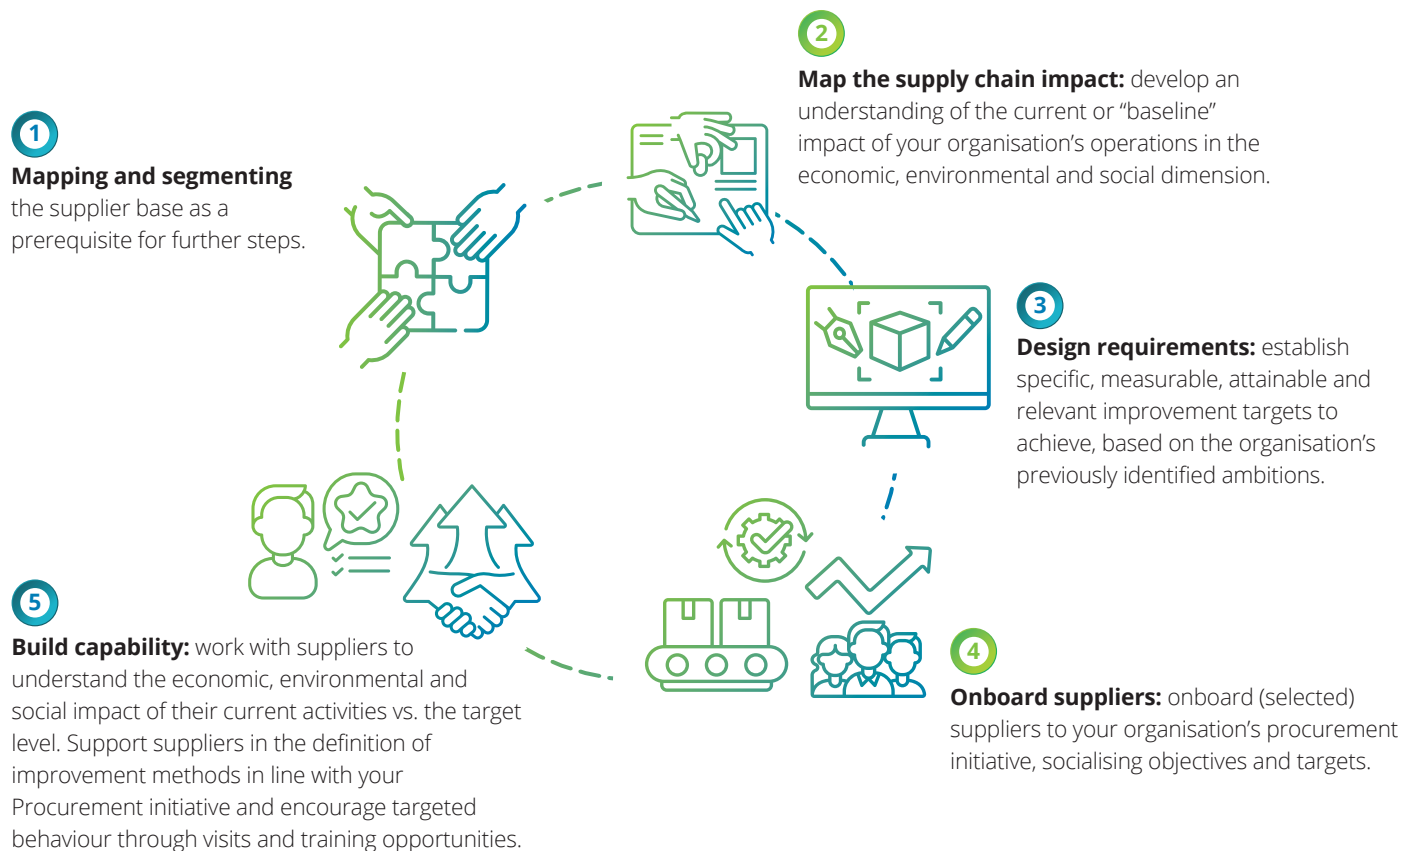 1
Mapping and segmenting
the supplier base as a
prerequisite for further steps.
2
Map the supply chain impact: develop an
understanding of the current or “baseline”
impact of your organisation’s operations in the
economic, environmental and social dimension.
3
Design requirements: establish
specific, measurable, attainable and
relevant improvement targets to
achieve, based on the organisation’s
previously identified ambitions.
4
Onboard suppliers: onboard (selected)
suppliers to your organisation’s procurement
initiative, socialising objectives and targets.
5
Build capability: work with suppliers to
understand the economic, environmental and
social impact of their current activities vs. the target
level. Support suppliers in the definition of
improvement methods in line with your
Procurement initiative and encourage targeted
behaviour through visits and training opportunities.